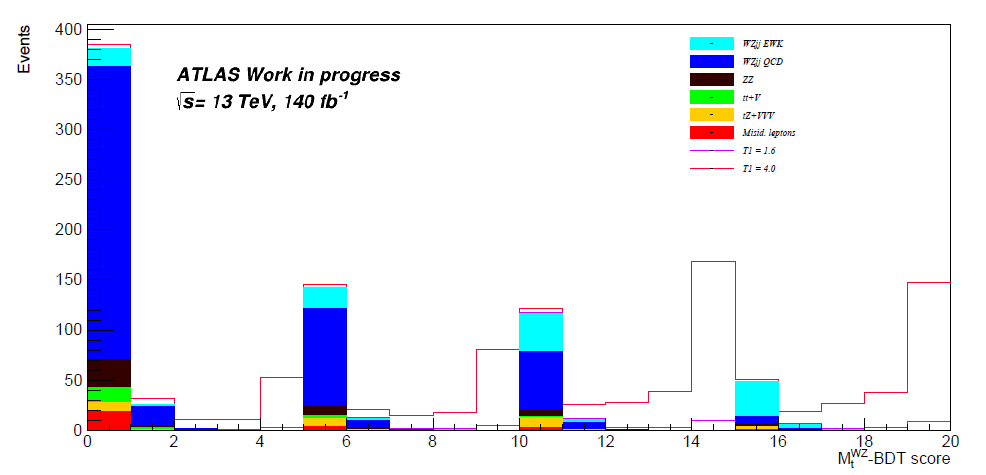 Events
400
350
300
250
200
150
100
50
0
ATLAS Work in progress
√s= 13 TeV, 140 fb⁻¹
WZjj EWK
WZjj QCD
ZZ
tt+V
tZ+VVV
Misid. leptons
T1 = 1.6
T1 = 4.0
0 2 4 6 8 10 12 14 16 18 20
M_t^WZ-BDT score